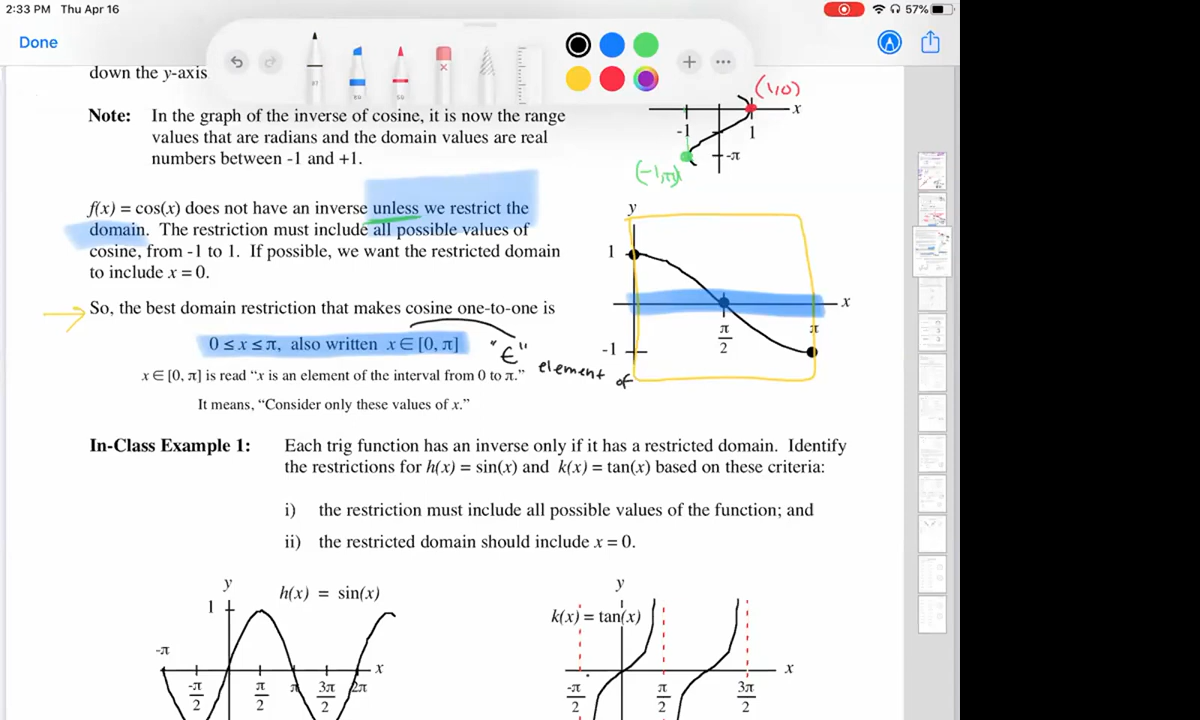 2:33 PM Thu Apr 16
57%
Done
down the y-axis
Note: In the graph of the inverse of cosine, it is now the range
values that are radians and the domain values are real
numbers between -1 and +1.
(1,0)
x
-1
1
-π
(-1,π)
f(x) = cos(x) does not have an inverse unless we restrict the
domain. The restriction must include all possible values of
cosine, from -1 to 1. If possible, we want the restricted domain
to include x = 0.
So, the best domain restriction that makes cosine one-to-one is
0 ≤ x ≤ π, also written x ∈ [0, π]
"∈"
element of
x ∈ [0, π] is read “x is an element of the interval from 0 to π.”
It means, “Consider only these values of x.”
y
1
x
π
2
π
-1
In-Class Example 1: Each trig function has an inverse only if it has a restricted domain. Identify
the restrictions for h(x) = sin(x) and k(x) = tan(x) based on these criteria:
i) the restriction must include all possible values of the function; and
ii) the restricted domain should include x = 0.
y
h(x) = sin(x)
1
-π
x
-π
2
π
2
π
3π
2
2π
y
k(x) = tan(x)
1
x
-π
2
π
2
3π
2